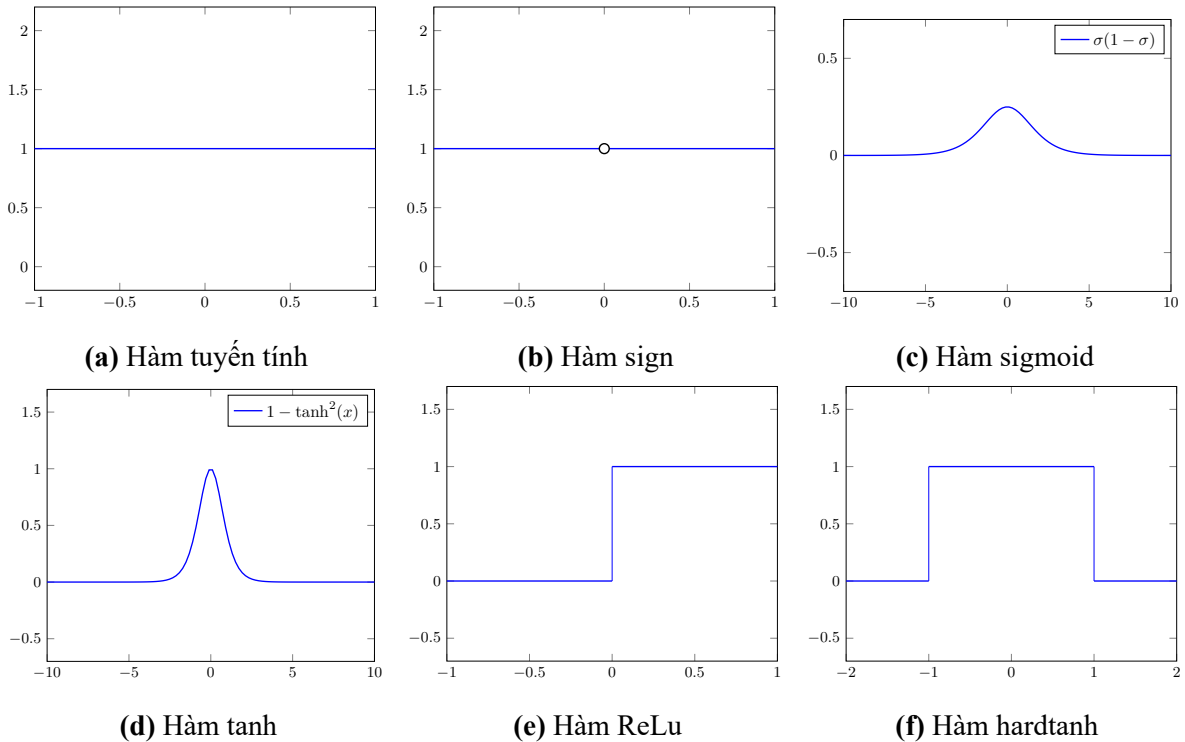 2
1.5
1
0.5
0
−1 −0.5 0 0.5 1
(a) Hàm tuyến tính
2
1.5
1
0.5
0
−1 −0.5 0 0.5 1
(b) Hàm sign
σ(1 − σ)
0.5
0
−0.5
−10 −5 0 5 10
(c) Hàm sigmoid
1 − tanh²(x)
1.5
1
0.5
0
−0.5
−10 −5 0 5 10
(d) Hàm tanh
1.5
1
0.5
0
−0.5
−1 −0.5 0 0.5 1
(e) Hàm ReLu
1.5
1
0.5
0
−0.5
−2 −1 0 1 2
(f) Hàm hardtanh